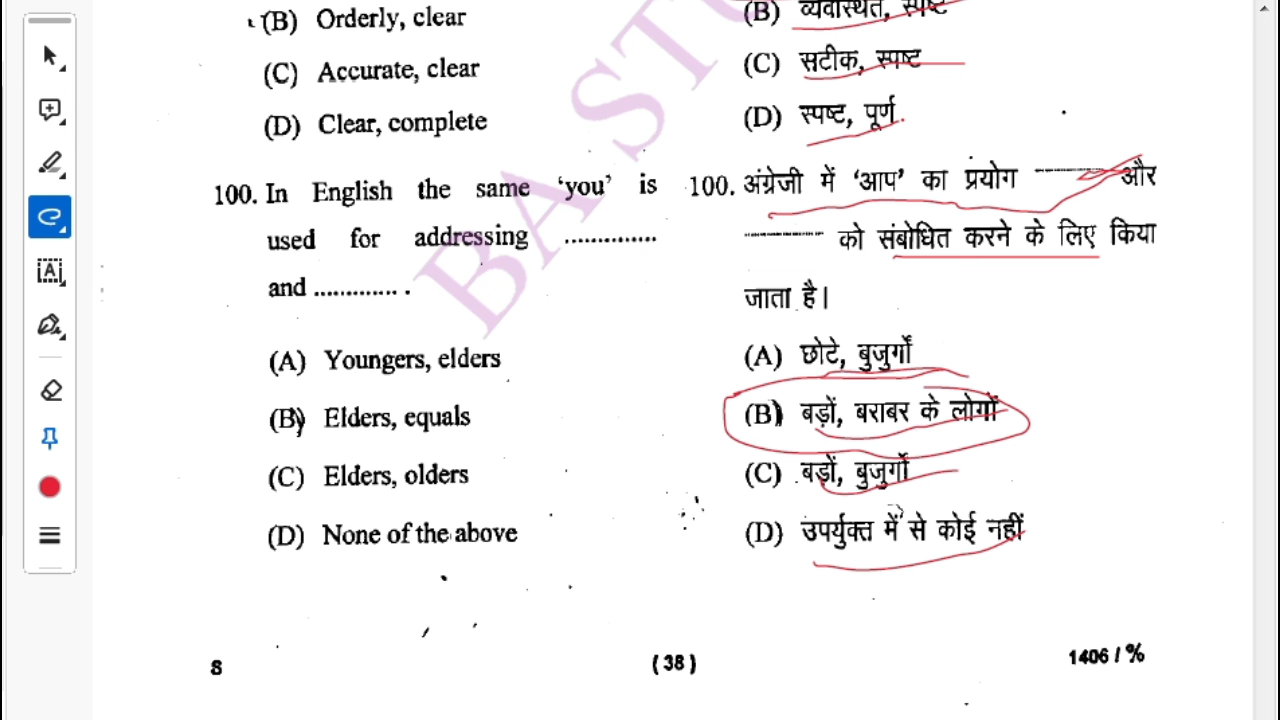 (B) Orderly, clear
(C) Accurate, clear
(D) Clear, complete
100. In English the same ‘you’ is
used for addressing ..............
and ............. .
(A) Youngers, elders
(B) Elders, equals
(C) Elders, olders
(D) None of the above
(B) व्यवस्थित, स्पष्ट
(C) सटीक, स्पष्ट
(D) स्पष्ट, पूर्ण
100. अंग्रेजी में ‘आप’ का प्रयोग .............. और
.............. को संबोधित करने के लिए किया
जाता है।
(A) छोटे, बुजुर्गों
(B) बड़ों, बराबर के लोगों
(C) बड़ों, बुजुर्गो
(D) उपर्युक्त में से कोई नहीं
BA STU
S
( 38 )
1406 / %